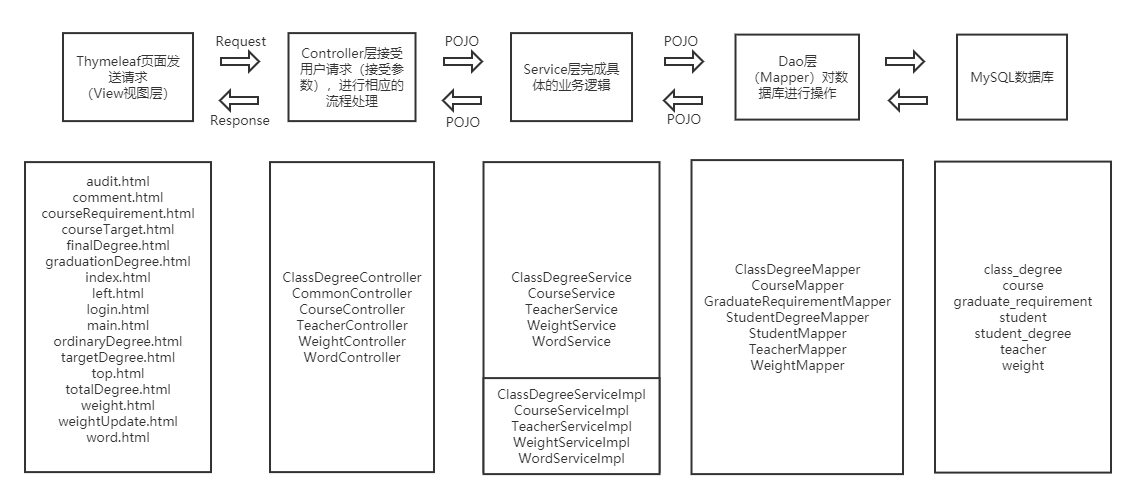 Thymeleaf页面发
送请求
（View视图层）
Request
Response
Controller层接受
用户请求（接受参
数），进行相应的
流程处理
POJO
POJO
Service层完成具
体的业务逻辑
POJO
POJO
Dao层
（Mapper）对数
据库进行操作
MySQL数据库
audit.html
comment.html
courseRequirement.html
courseTarget.html
finalDegree.html
graduationDegree.html
index.html
left.html
login.html
main.html
ordinaryDegree.html
targetDegree.html
top.html
totalDegree.html
weight.html
weightUpdate.html
word.html
ClassDegreeController
CommonController
CourseController
TeacherController
WeightController
WordController
ClassDegreeService
CourseService
TeacherService
WeightService
WordService
ClassDegreeServiceImpl
CourseServiceImpl
TeacherServiceImpl
WeightServiceImpl
WordServiceImpl
ClassDegreeMapper
CourseMapper
GraduateRequirementMapper
StudentDegreeMapper
StudentMapper
TeacherMapper
WeightMapper
class_degree
course
graduate_requirement
student
student_degree
teacher
weight